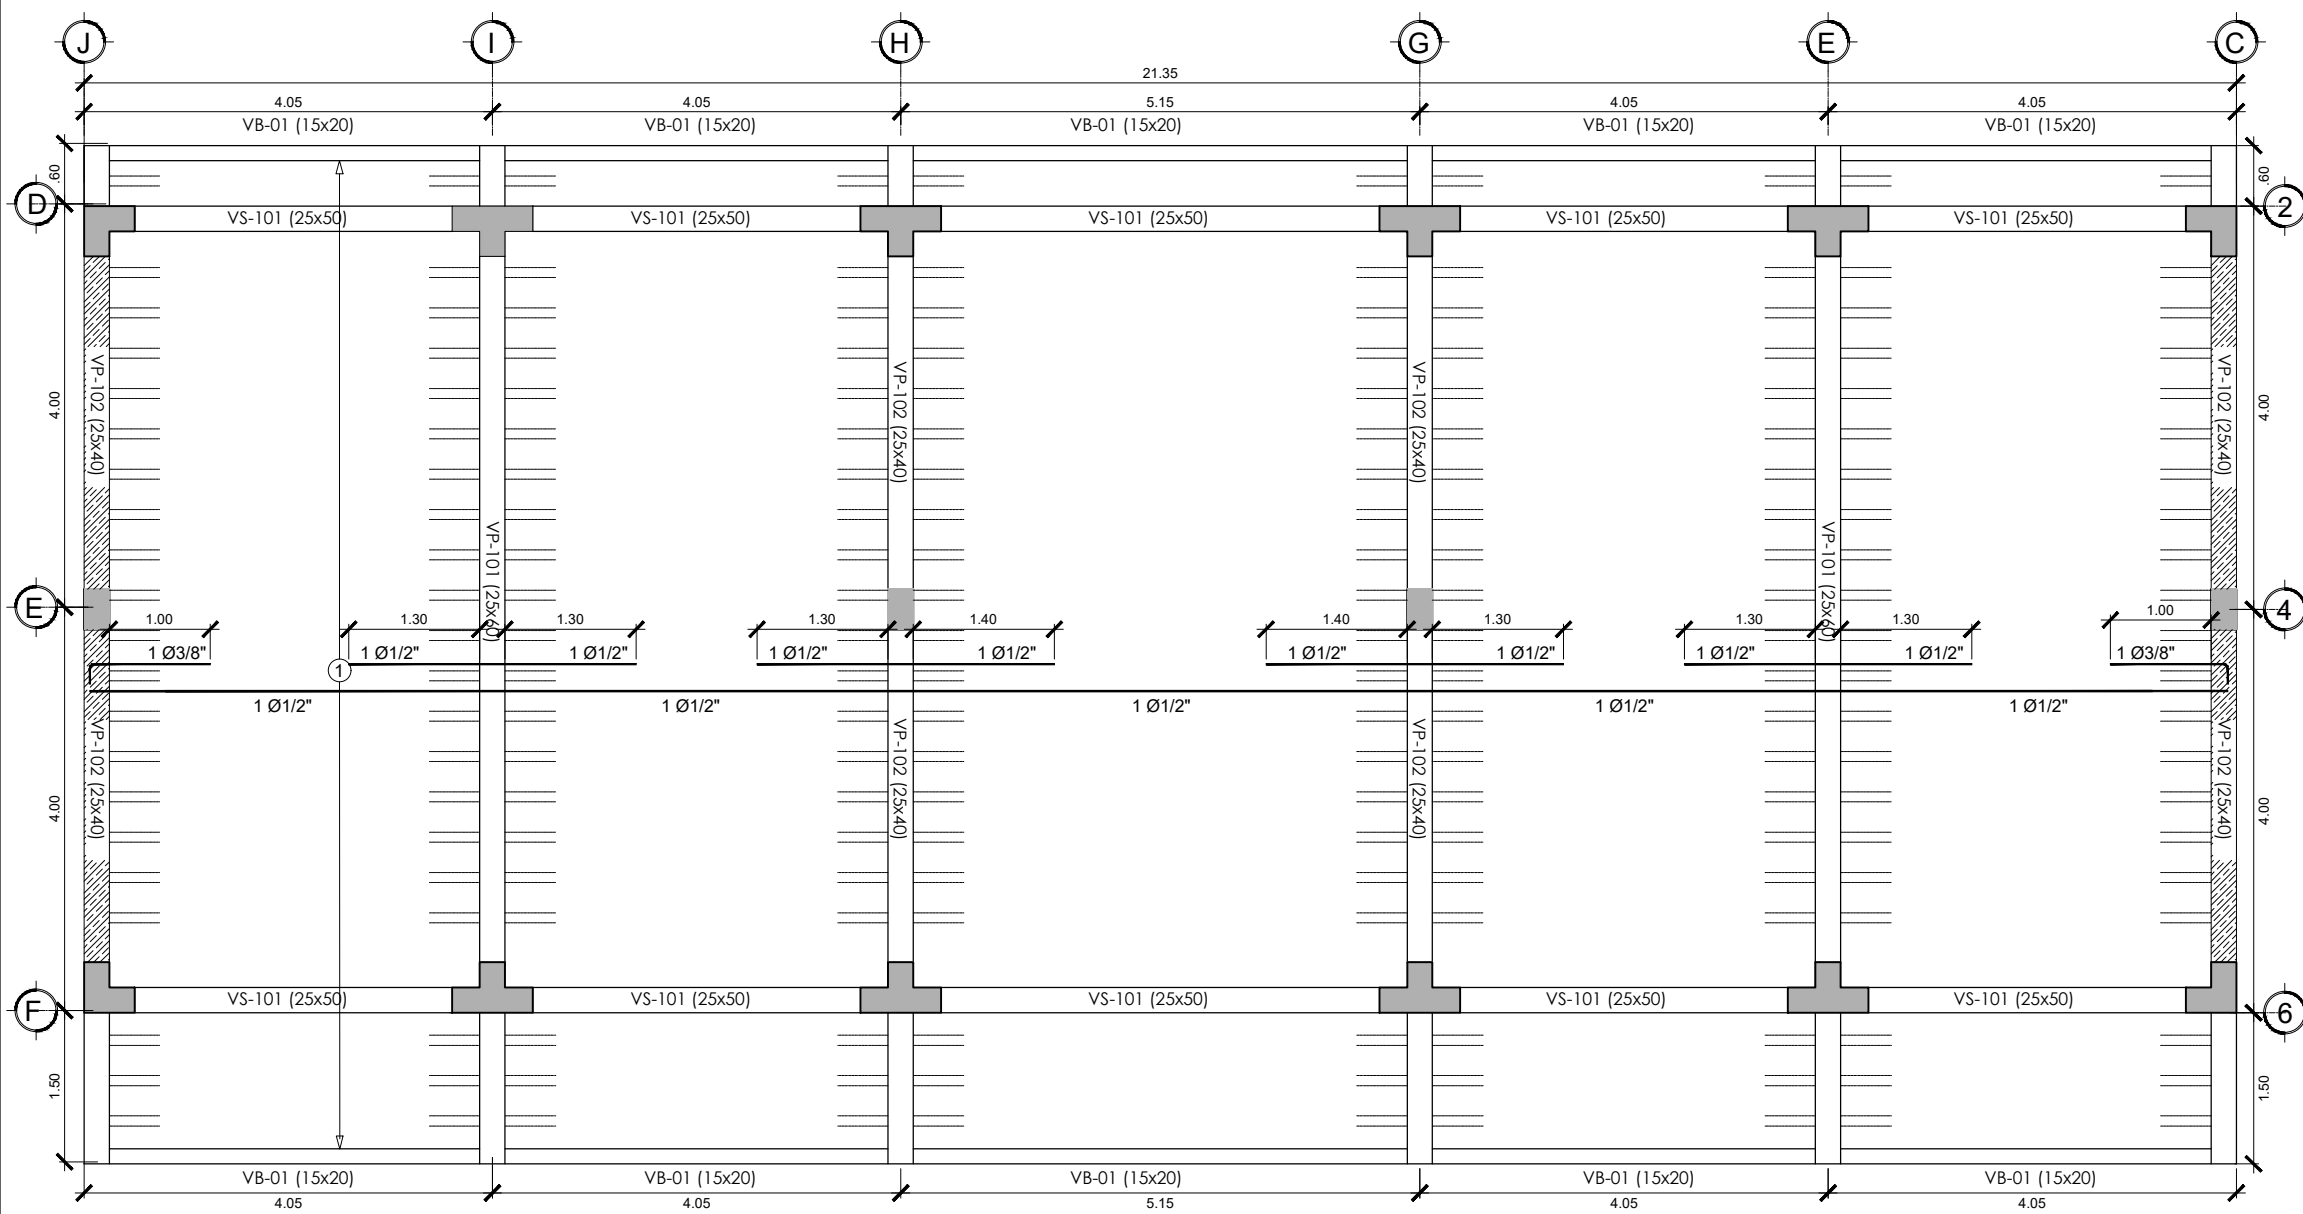 J I H G E C
21.35
4.05 4.05 5.15 4.05 4.05
VB-01 (15x20) VB-01 (15x20) VB-01 (15x20) VB-01 (15x20) VB-01 (15x20)
.60 .60
D 2
VS-101 (25x50) VS-101 (25x50) VS-101 (25x50) VS-101 (25x50) VS-101 (25x50)
VP-102 (25x40) VP-102 (25x40) VP-102 (25x40) VP-102 (25x40)
4.00 4.00
VP-101 (25x60) VP-101 (25x60)
E 4
1.00 1.30 1.30 1.30 1.40 1.40 1.30 1.30 1.30 1.00
1 Ø3/8" 1 Ø1/2" 1 Ø1/2" 1 Ø1/2" 1 Ø1/2" 1 Ø1/2" 1 Ø1/2" 1 Ø1/2" 1 Ø1/2" 1 Ø3/8"
1
1 Ø1/2" 1 Ø1/2" 1 Ø1/2" 1 Ø1/2" 1 Ø1/2"
VP-102 (25x40) VP-102 (25x40) VP-102 (25x40) VP-102 (25x40)
4.00 4.00
VS-101 (25x50) VS-101 (25x50) VS-101 (25x50) VS-101 (25x50) VS-101 (25x50)
F 6
1.50 1.50
VB-01 (15x20) VB-01 (15x20) VB-01 (15x20) VB-01 (15x20) VB-01 (15x20)
4.05 4.05 5.15 4.05 4.05